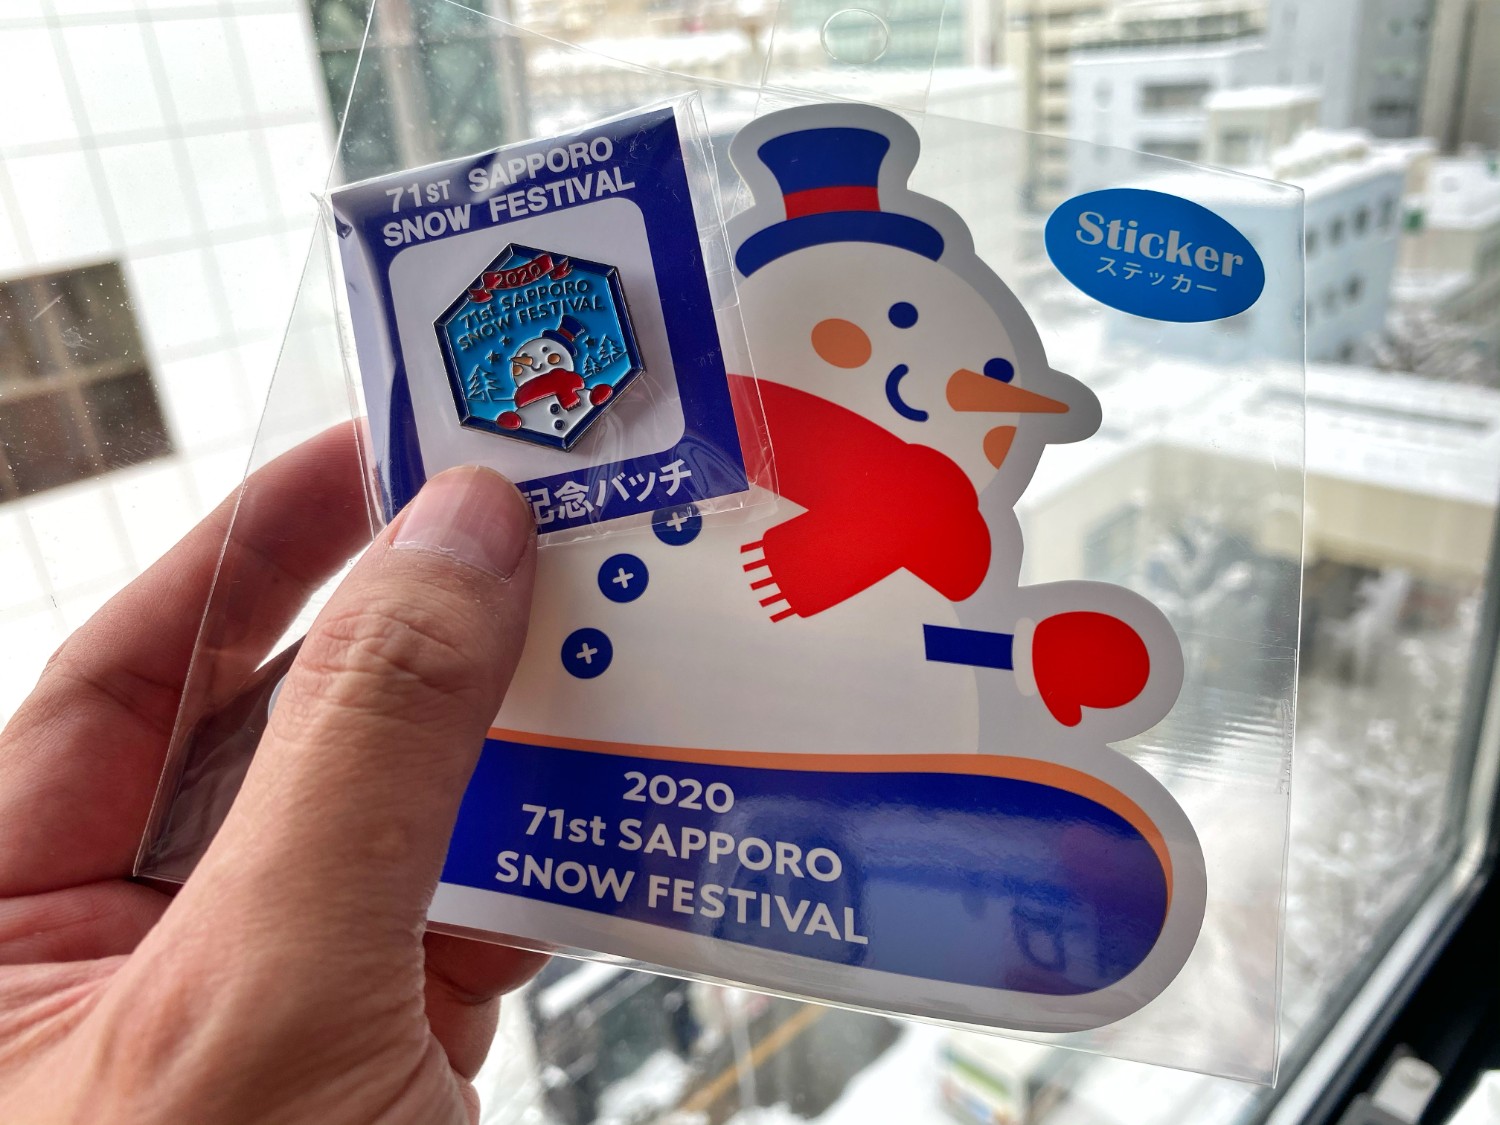 71ST SAPPORO
SNOW FESTIVAL
2020
71st SAPPORO
SNOW FESTIVAL
記念バッチ
Sticker
ステッカー
2020
71st SAPPORO
SNOW FESTIVAL